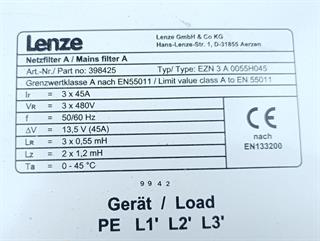 Lenze
Lenze GmbH & Co KG
Hans-Lenze-Str. 1, D-31855 Aerzen
Netzfilter A / Mains filter A
Art.-Nr./ Part no: 398425 Typ/ Type: EZN 3 A 0055H045
Grenzwertklasse A nach EN55011 / Limit value class A to EN 55011
Ir = 3 x 45A
VR = 3 x 480V
f = 50/60 Hz
ΔV = 13,5 V (45A)
LR = 3 x 0,55 mH
Lz = 2 x 1,2 mH
Ta = 0 - 45 °C
CE
nach
EN133200
9942
Gerät / Load
PE L1' L2' L3'